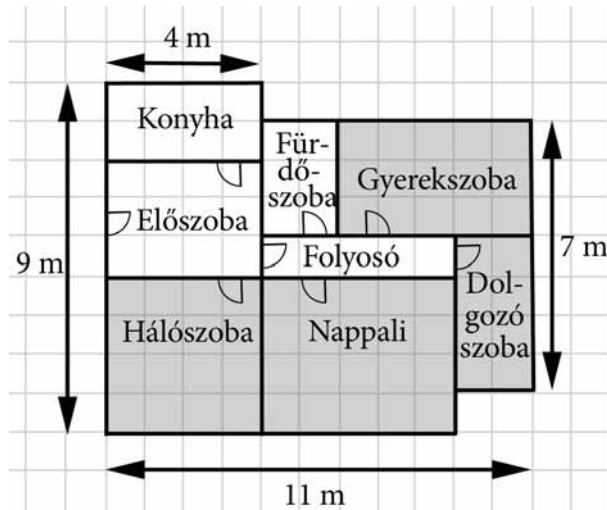 4 m
Konyha
Für-
dő-
szoba
Gyerekszoba
Előszoba
9 m
Folyosó
7 m
Dol-
gozó
szoba
Hálószoba
Nappali
11 m